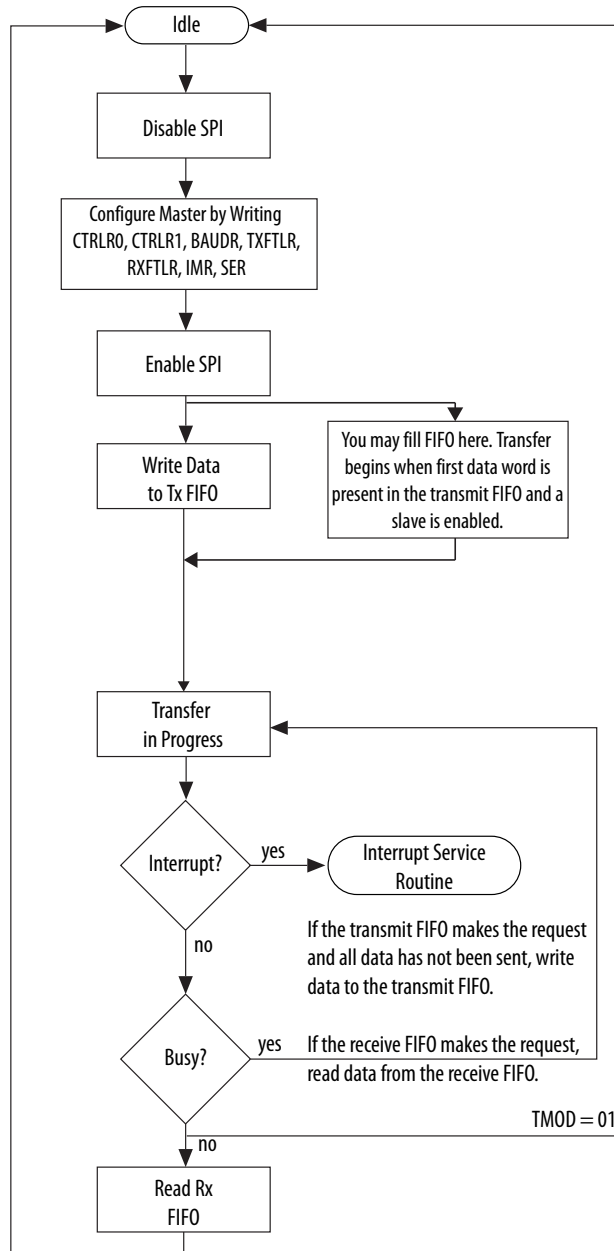 Idle
Disable SPI
Configure Master by Writing
CTRLR0, CTRLR1, BAUDR, TXFTLR,
RXFTLR, IMR, SER
Enable SPI
Write Data
to Tx FIFO
You may fill FIFO here. Transfer
begins when first data word is
present in the transmit FIFO and a
slave is enabled.
Transfer
in Progress
Interrupt?
yes
Interrupt Service
Routine
no
If the transmit FIFO makes the request
and all data has not been sent, write
data to the transmit FIFO.
Busy?
yes
If the receive FIFO makes the request,
read data from the receive FIFO.
TMOD = 01
no
Read Rx
FIFO